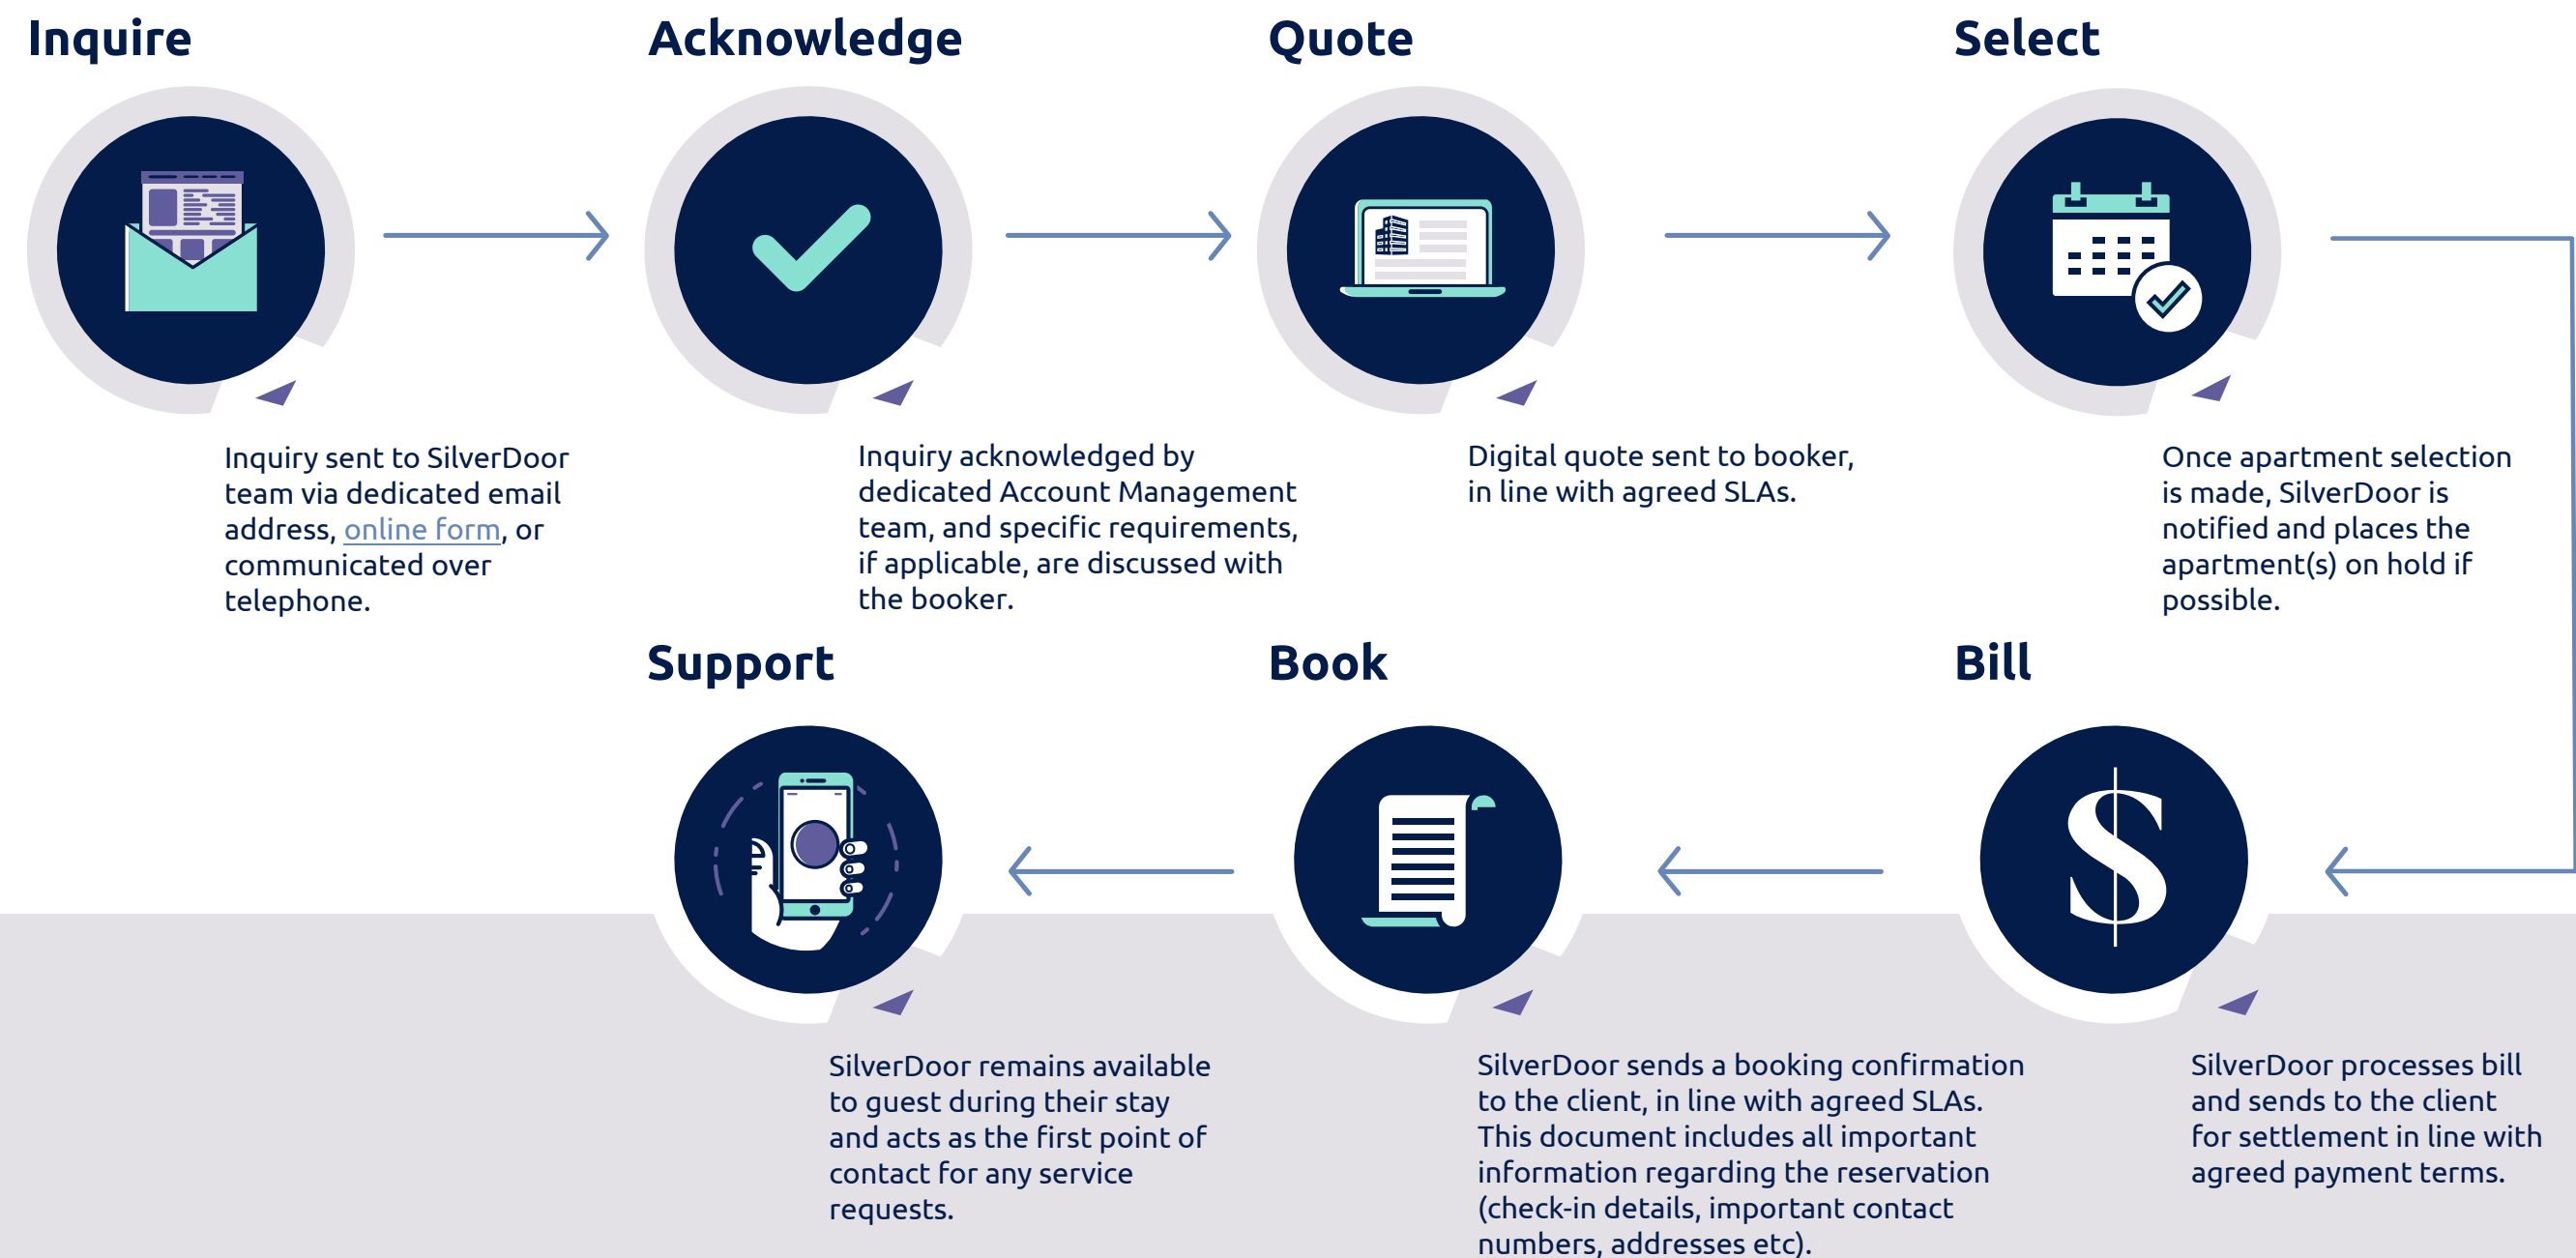 Inquire
Acknowledge
Quote
Select
Inquiry sent to SilverDoor
team via dedicated email
address, online form, or
communicated over
telephone.
Inquiry acknowledged by
dedicated Account Management
team, and specific requirements,
if applicable, are discussed with
the booker.
Digital quote sent to booker,
in line with agreed SLAs.
Once apartment selection
is made, SilverDoor is
notified and places the
apartment(s) on hold if
possible.
Support
Book
Bill
$
SilverDoor remains available
to guest during their stay
and acts as the first point of
contact for any service
requests.
SilverDoor sends a booking confirmation
to the client, in line with agreed SLAs.
This document includes all important
information regarding the reservation
(check-in details, important contact
numbers, addresses etc).
SilverDoor processes bill
and sends to the client
for settlement in line with
agreed payment terms.